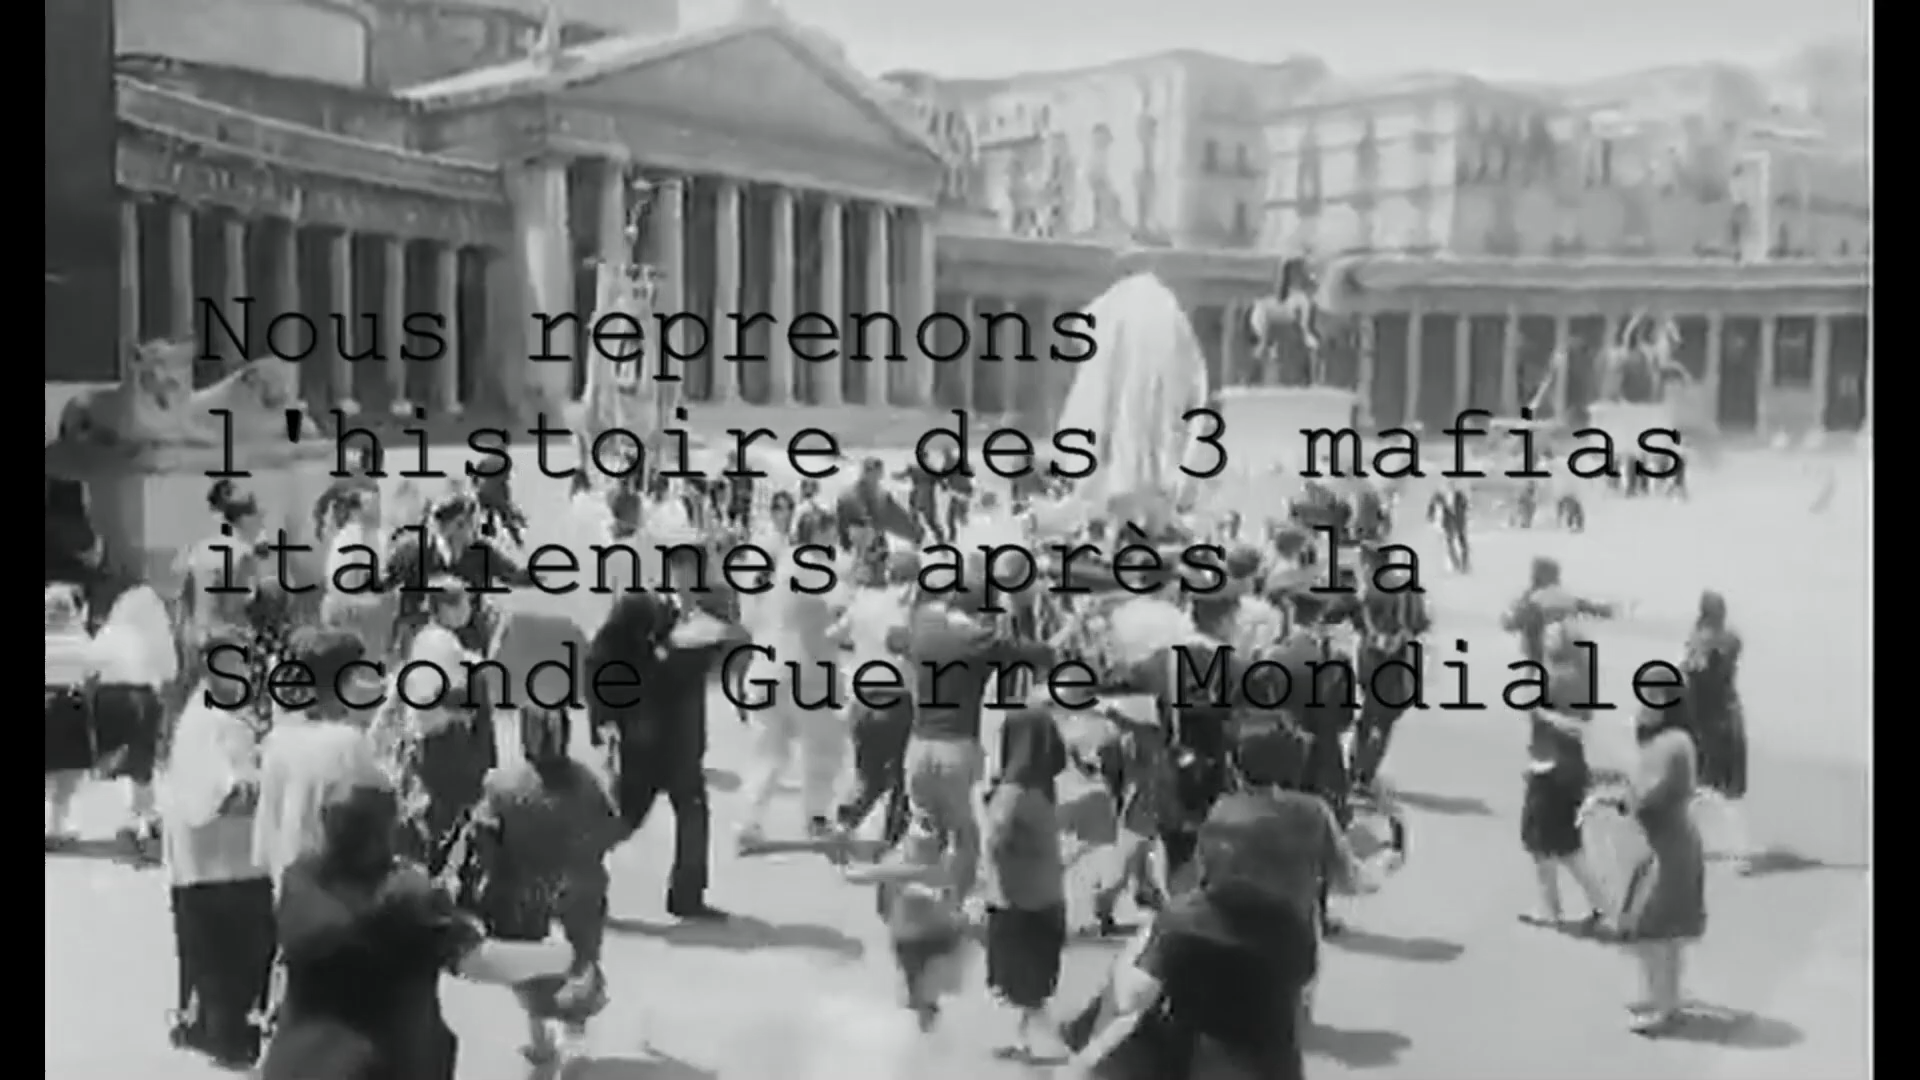 Nous reprenons
l'histoire des 3 mafias
italiennes après la
Seconde Guerre Mondiale